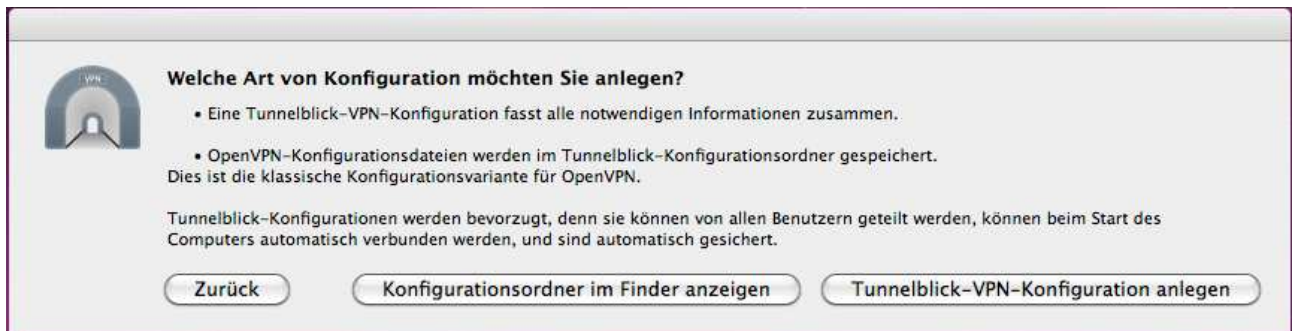 VPN
Welche Art von Konfiguration möchten Sie anlegen?
• Eine Tunnelblick-VPN-Konfiguration fasst alle notwendigen Informationen zusammen.
• OpenVPN-Konfigurationsdateien werden im Tunnelblick-Konfigurationsordner gespeichert.
Dies ist die klassische Konfigurationsvariante für OpenVPN.
Tunnelblick-Konfigurationen werden bevorzugt, denn sie können von allen Benutzern geteilt werden, können beim Start des
Computers automatisch verbunden werden, und sind automatisch gesichert.
Zurück
Konfigurationsordner im Finder anzeigen
Tunnelblick-VPN-Konfiguration anlegen